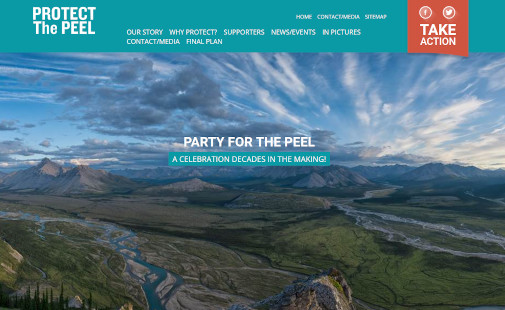 PROTECT
The PEEL
HOME CONTACT/MEDIA SITEMAP
OUR STORY WHY PROTECT? SUPPORTERS NEWS/EVENTS IN PICTURES
CONTACT/MEDIA FINAL PLAN
TAKE
ACTION
PARTY FOR THE PEEL
A CELEBRATION DECADES IN THE MAKING!